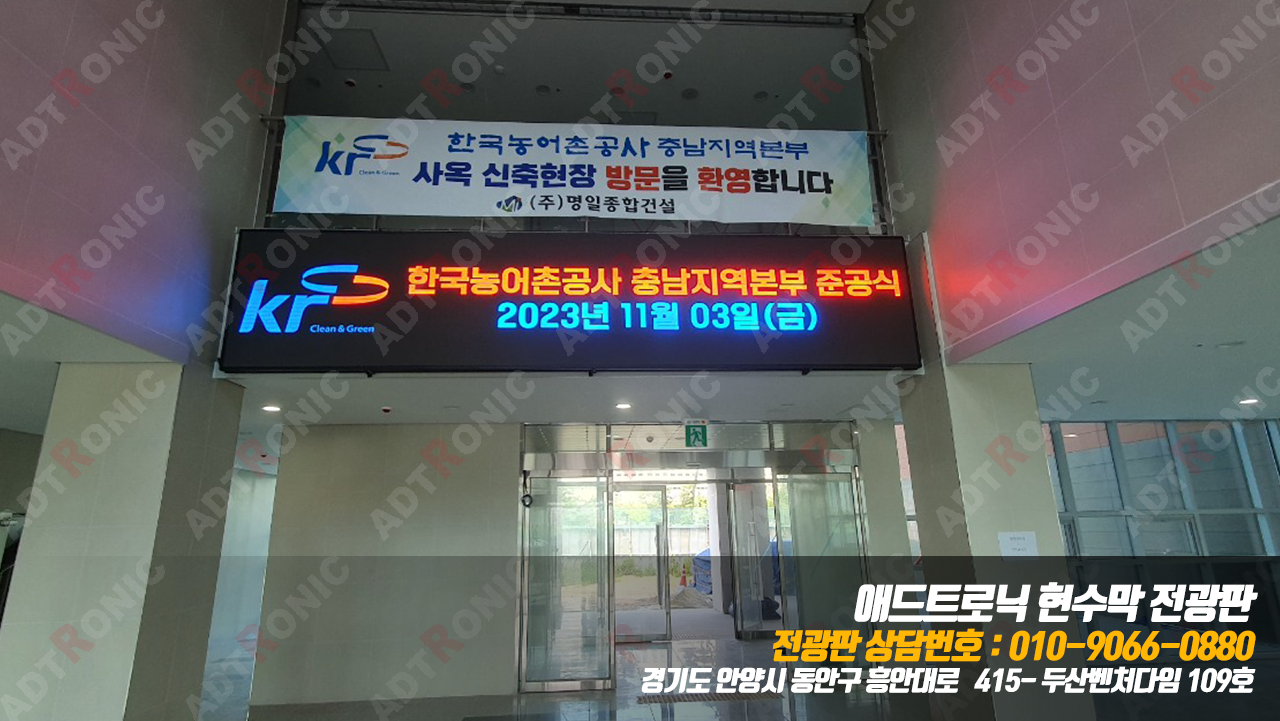 kr
Clean & Green
한국농어촌공사 충남지역본부
사옥 신축현장 방문을 환영합니다
(주)명일종합건설
kr
Clean & Green
한국농어촌공사 충남지역본부 준공식
2023년 11월 03일(금)
애드트로닉 현수막 전광판
전광판 상담번호 : 010-9066-0880
경기도 안양시 동안구 흥안대로 415- 두산벤처다임 109호
ADTRONIC